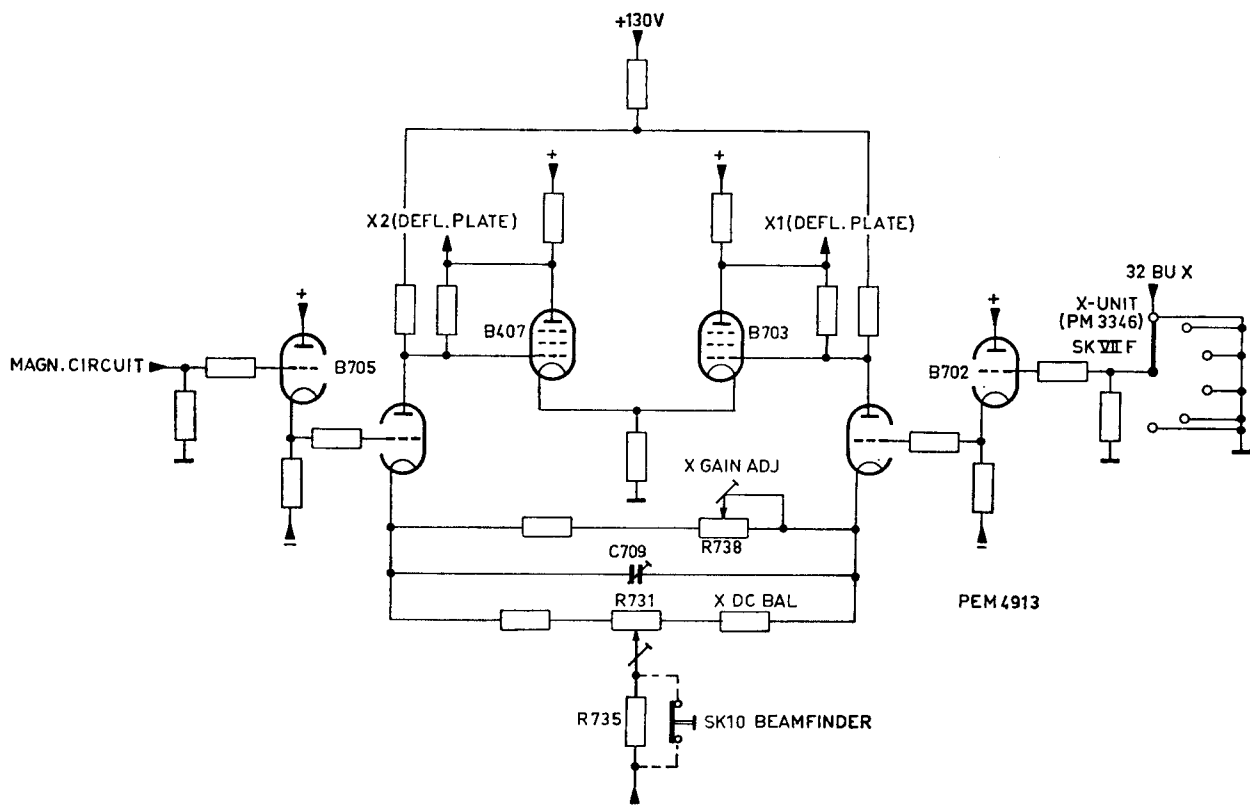 +130V
+
+
X2(DEFL. PLATE)
X1(DEFL. PLATE)
32 BU X
X-UNIT
(PM 3346)
SK VII F
+
+
B407
B703
MAGN. CIRCUIT
B705
B702
X GAIN ADJ
R738
C709
R731
X DC BAL
PEM 4913
R735
SK10 BEAMFINDER